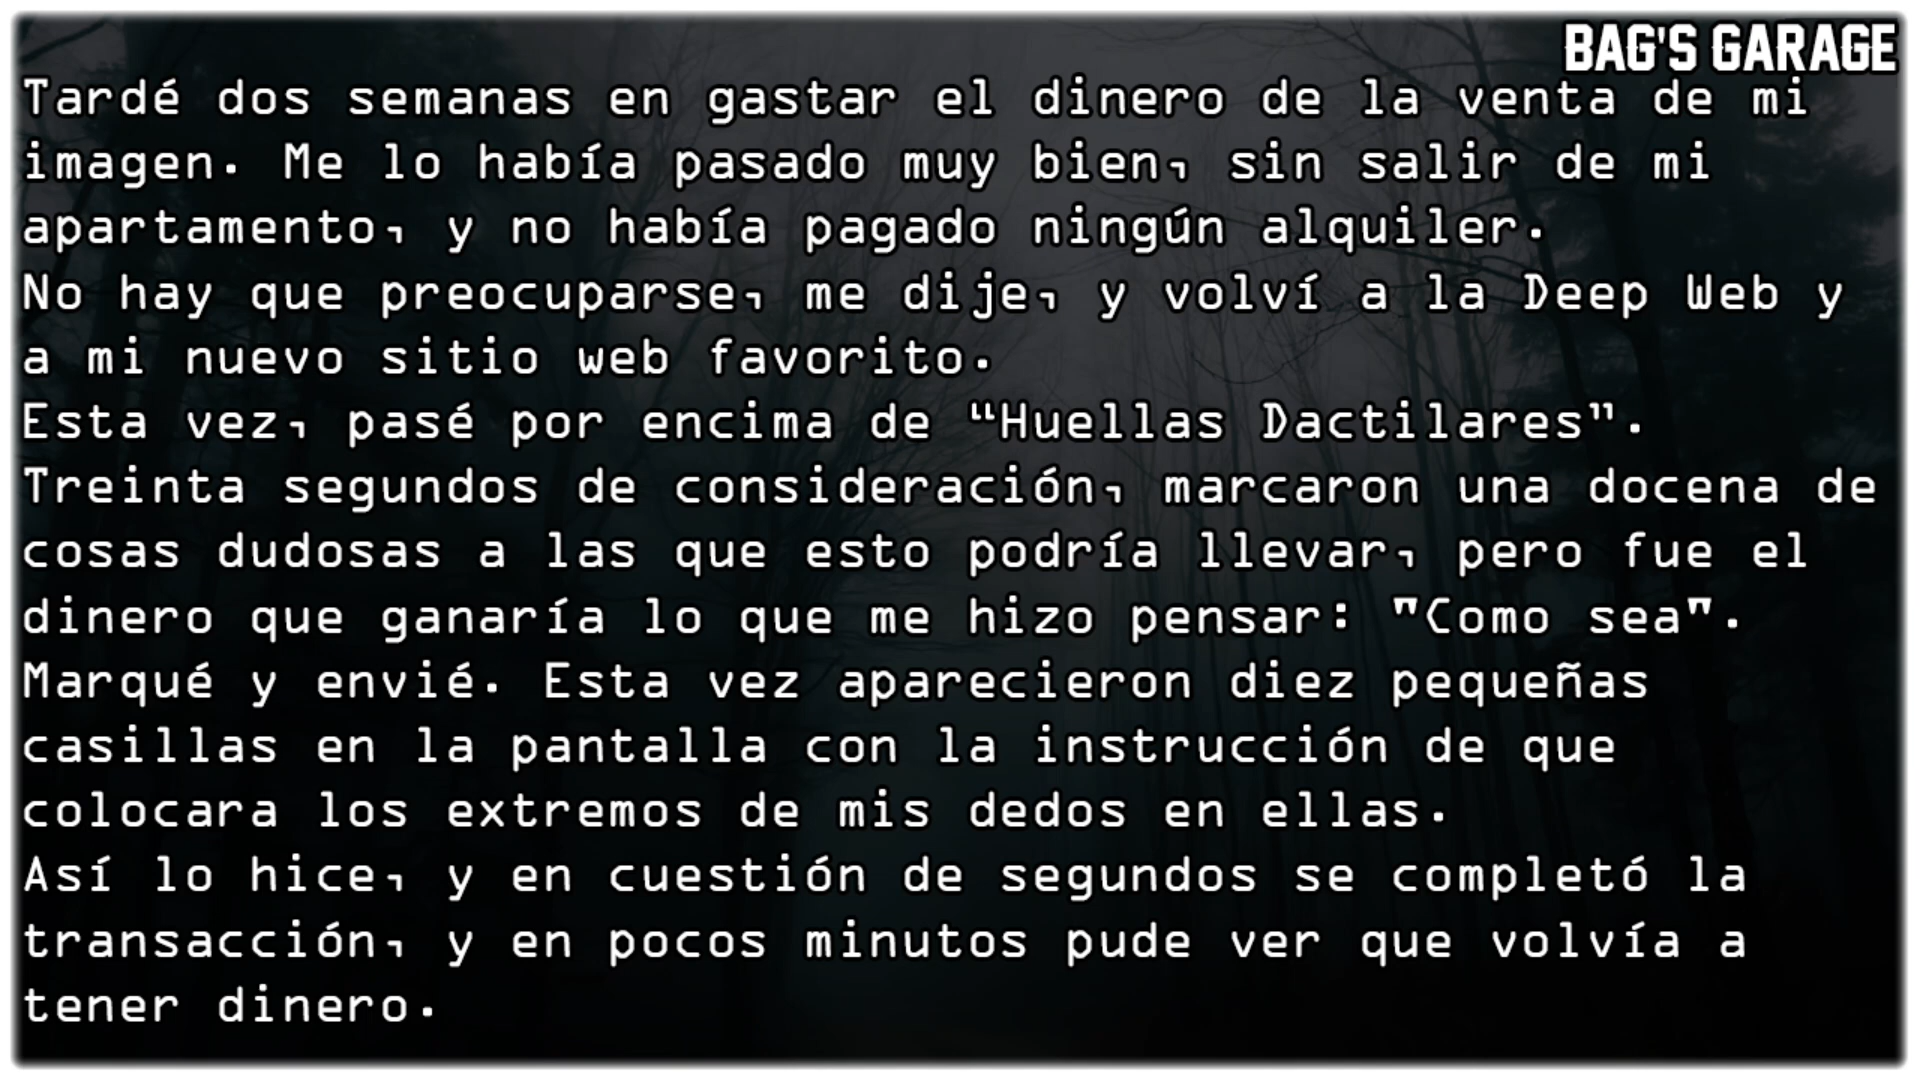 BAG'S GARAGE
Tardé dos semanas en gastar el dinero de la venta de mi
imagen. Me lo había pasado muy bien, sin salir de mi
apartamento, y no había pagado ningún alquiler.
No hay que preocuparse, me dije, y volví a la Deep Web y
a mi nuevo sitio web favorito.
Esta vez, pasé por encima de “Huellas Dactilares”.
Treinta segundos de consideración, marcaron una docena de
cosas dudosas a las que esto podría llevar, pero fue el
dinero que ganaría lo que me hizo pensar: "Como sea".
Marqué y envié. Esta vez aparecieron diez pequeñas
casillas en la pantalla con la instrucción de que
colocara los extremos de mis dedos en ellas.
Así lo hice, y en cuestión de segundos se completó la
transacción, y en pocos minutos pude ver que volvía a
tener dinero.